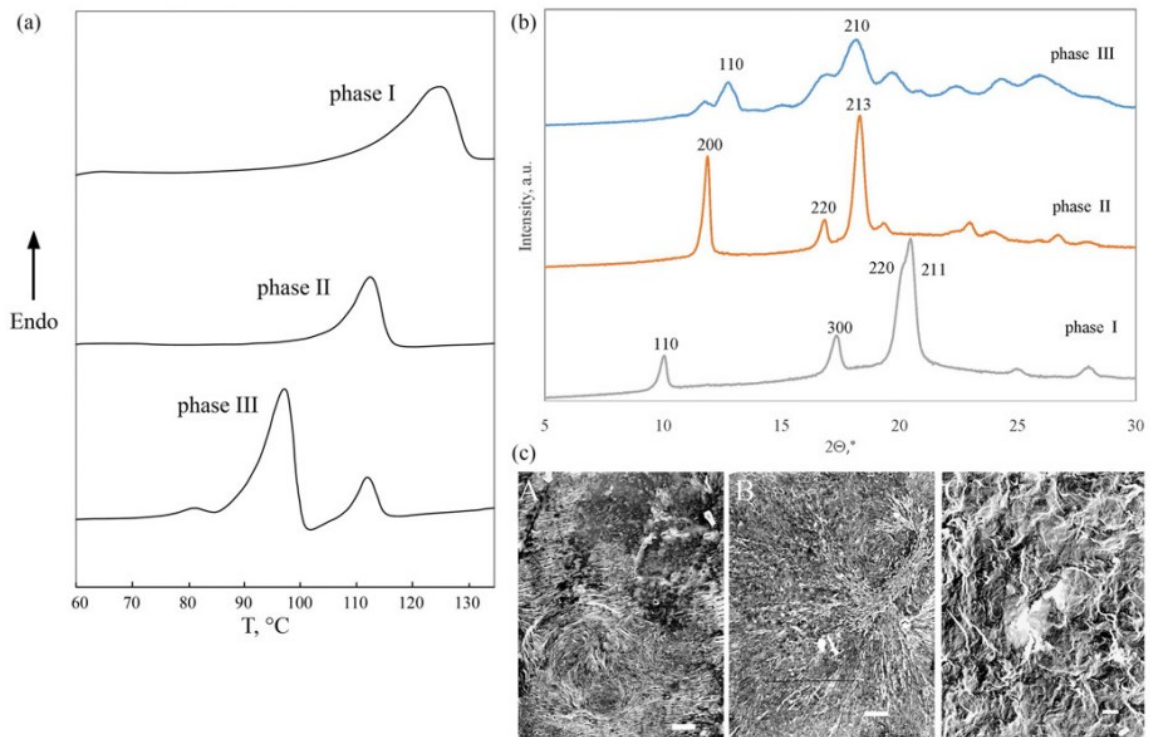 (a)
phase I
phase II
Endo
phase III
60 70 80 90 100 110 120 130
T, °C
(b)
210
110
phase III
213
200
220
phase II
220 211
300
110
phase I
Intensity, a.u.
5 10 15 20 25 30
2Θ,°
(c)
A
B